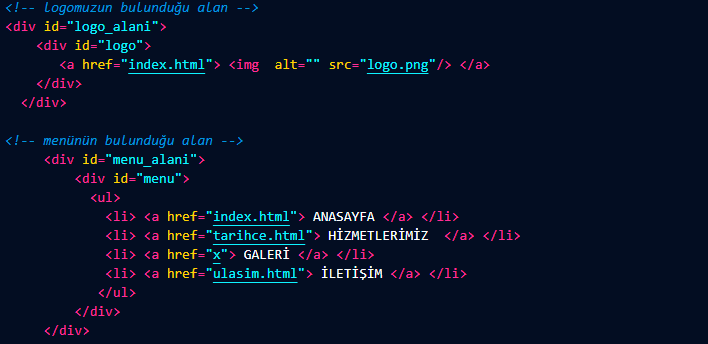 <!-- logomuzun bulunduğu alan -->
<div id="logo_alani">
<div id="logo">
<a href="index.html"> <img  alt="" src="logo.png"/> </a>
</div>
</div>
<!-- menünün bulunduğu alan -->
<div id="menu_alani">
<div id="menu">
<ul>
<li> <a href="index.html"> ANASAYFA </a> </li>
<li> <a href="tarihce.html"> HİZMETLERİMİZ  </a> </li>
<li> <a href="x"> GALERİ </a> </li>
<li> <a href="ulasim.html"> İLETİŞİM </a> </li>
</ul>
</div>
</div>